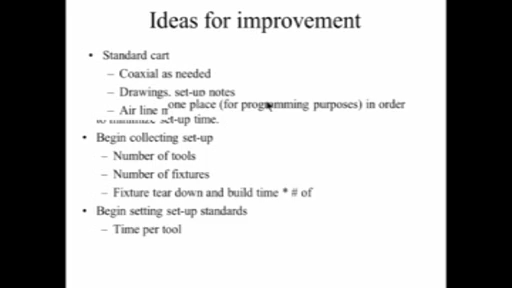 Ideas for improvement
• Standard cart
– Coaxial as needed
– Drawings, set-up notes
– Air line
one place (for programming purposes) in order
set-up time.
• Begin collecting set-up
– Number of tools
– Number of fixtures
– Fixture tear down and build time * # of
• Begin setting set-up standards
– Time per tool